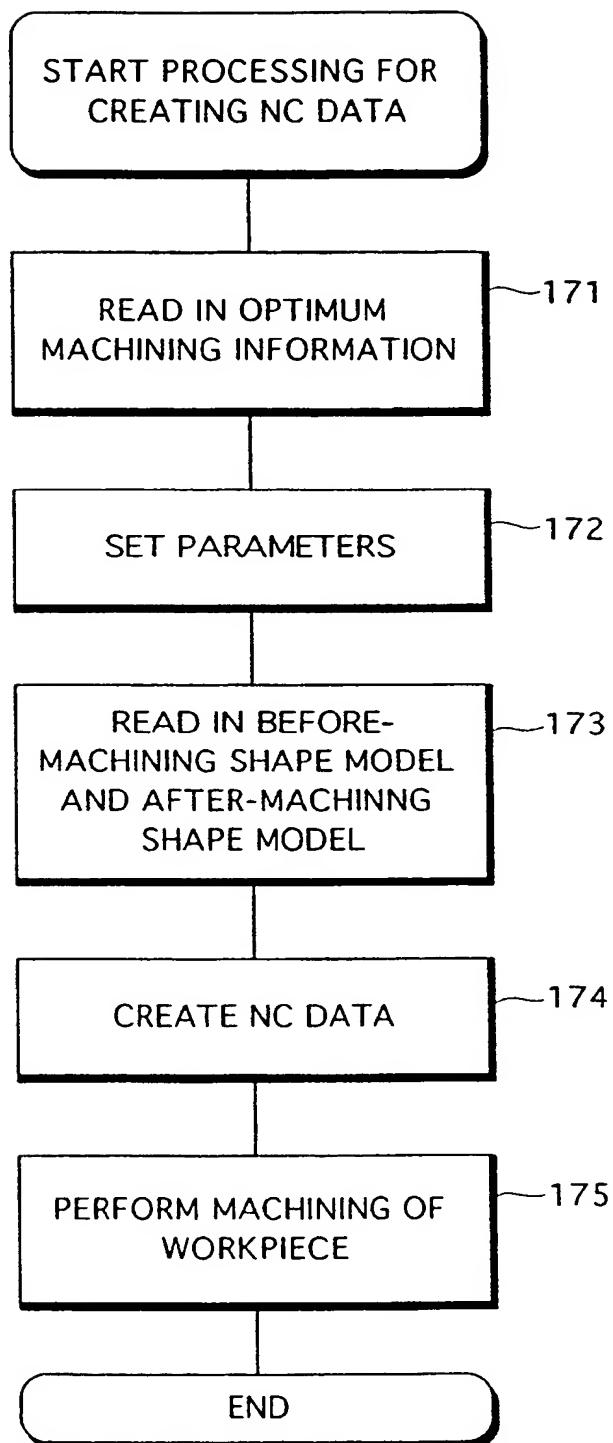 START PROCESSING FOR
CREATING NC DATA
READ IN OPTIMUM
MACHINING INFORMATION
171
SET PARAMETERS
172
READ IN BEFORE-
MACHINING SHAPE MODEL
AND AFTER-MACHINNG
SHAPE MODEL
173
CREATE NC DATA
174
PERFORM MACHINING OF
WORKPIECE
175
END